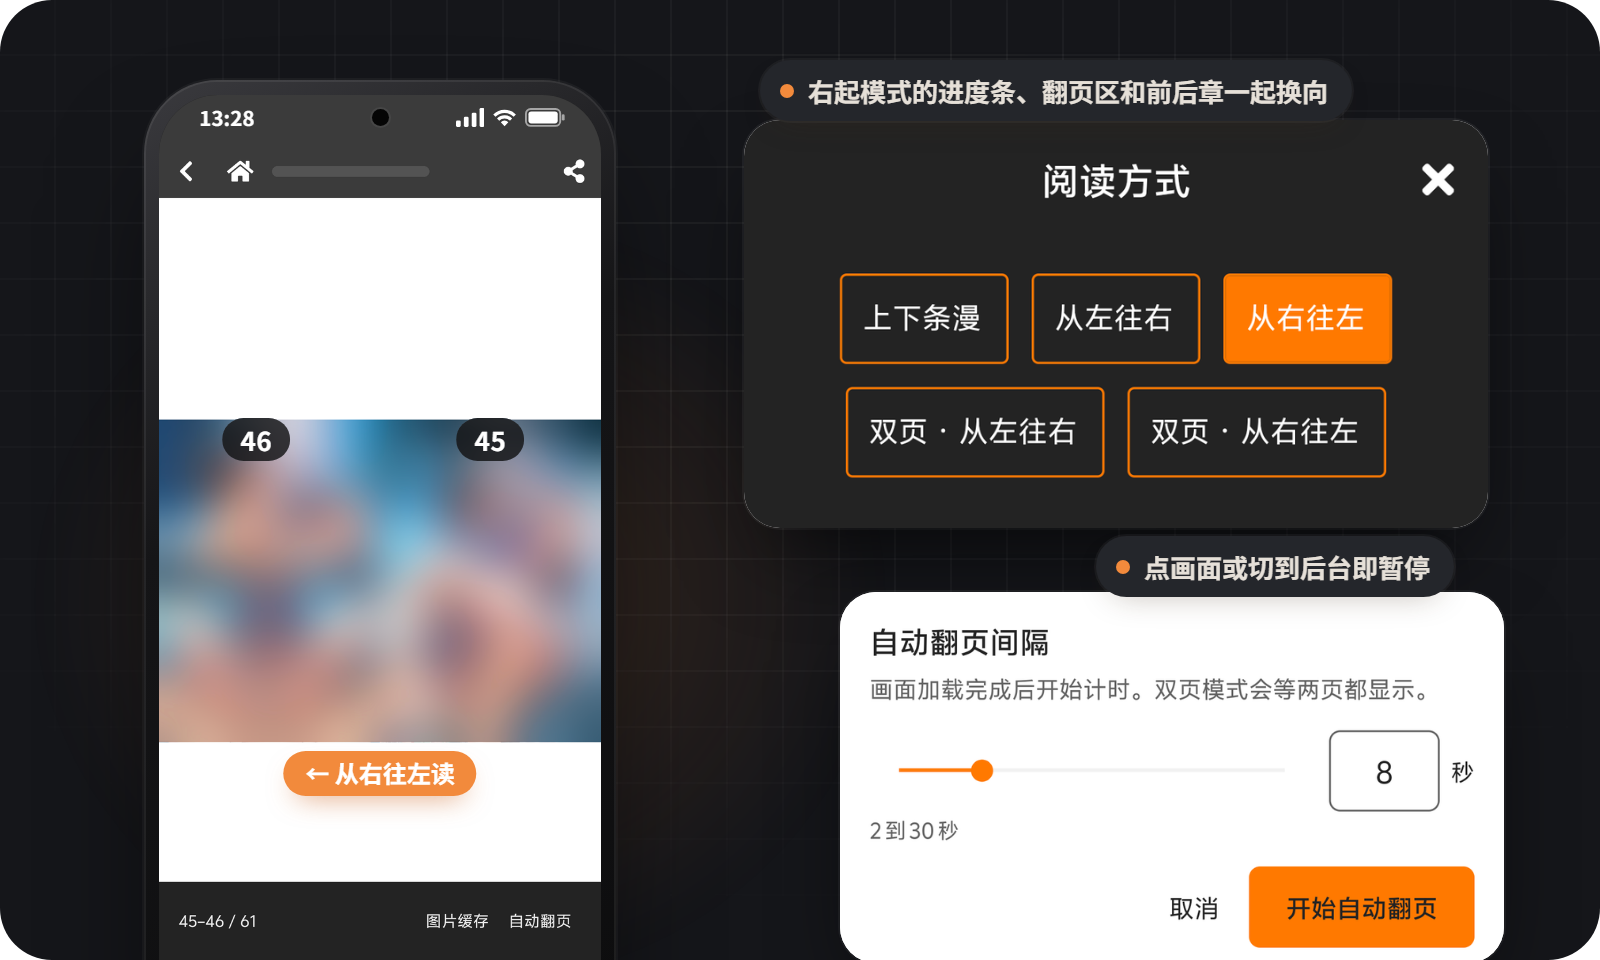 13:28
46
45
← 从右往左读
45–46 / 61
图片缓存
自动翻页
右起模式的进度条、翻页区和前后章一起换向
阅读方式
上下条漫
从左往右
从右往左
双页 · 从左往右
双页 · 从右往左
点画面或切到后台即暂停
自动翻页间隔
画面加载完成后开始计时。双页模式会等两页都显示。
8
秒
2 到 30 秒
取消
开始自动翻页